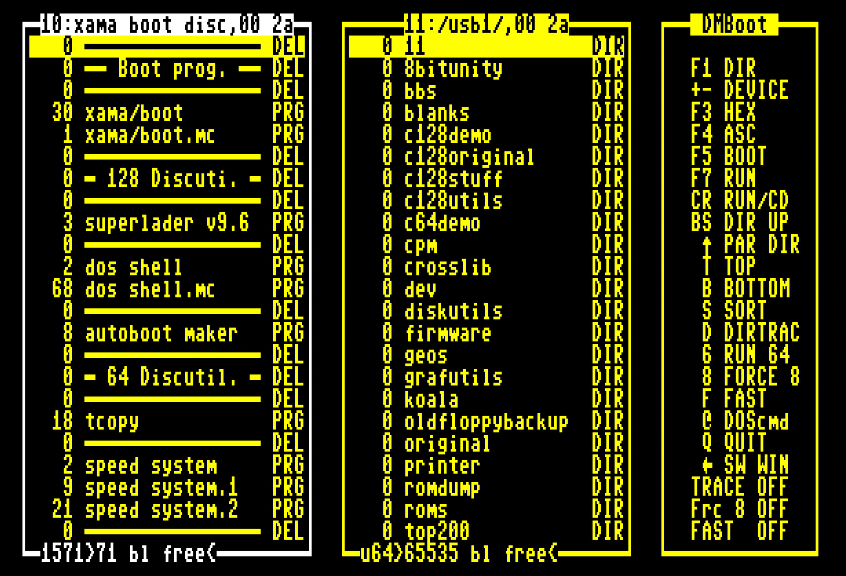 10:xama boot disc,00 2a
0 ──────────────── DEL
0 ── Boot prog. ── DEL
0 ──────────────── DEL
30 xama/boot PRG
1 xama/boot.mc PRG
0 ──────────────── DEL
0 ─ 128 Discuti. ─ DEL
0 ──────────────── DEL
3 superlader v9.6 PRG
0 ──────────────── DEL
2 dos shell PRG
68 dos shell.mc PRG
0 ──────────────── DEL
8 autoboot maker PRG
0 ──────────────── DEL
0 ─ 64 Discutil. ─ DEL
0 ──────────────── DEL
18 tcopy PRG
0 ──────────────── DEL
2 speed system PRG
9 speed system.1 PRG
21 speed system.2 PRG
0 ──────────────── DEL
1571>71 bl free<
11:/usb1/,00 2a
0 11 DIR
0 8bitunity DIR
0 bbs DIR
0 blanks DIR
0 c128demo DIR
0 c128original DIR
0 c128stuff DIR
0 c128utils DIR
0 c64demo DIR
0 cpm DIR
0 crosslib DIR
0 dev DIR
0 diskutils DIR
0 firmware DIR
0 geos DIR
0 grafutils DIR
0 koala DIR
0 oldfloppybackup DIR
0 original DIR
0 printer DIR
0 romdump DIR
0 roms DIR
0 top200 DIR
u64>65535 bl free<
DMBoot
F1 DIR
+- DEVICE
F3 HEX
F4 ASC
F5 BOOT
F7 RUN
CR RUN/CD
BS DIR UP
↑ PAR DIR
T TOP
B BOTTOM
S SORT
D DIRTRAC
6 RUN 64
8 FORCE 8
F FAST
@ DOScmd
Q QUIT
← SW WIN
TRACE OFF
Frc 8 OFF
FAST OFF